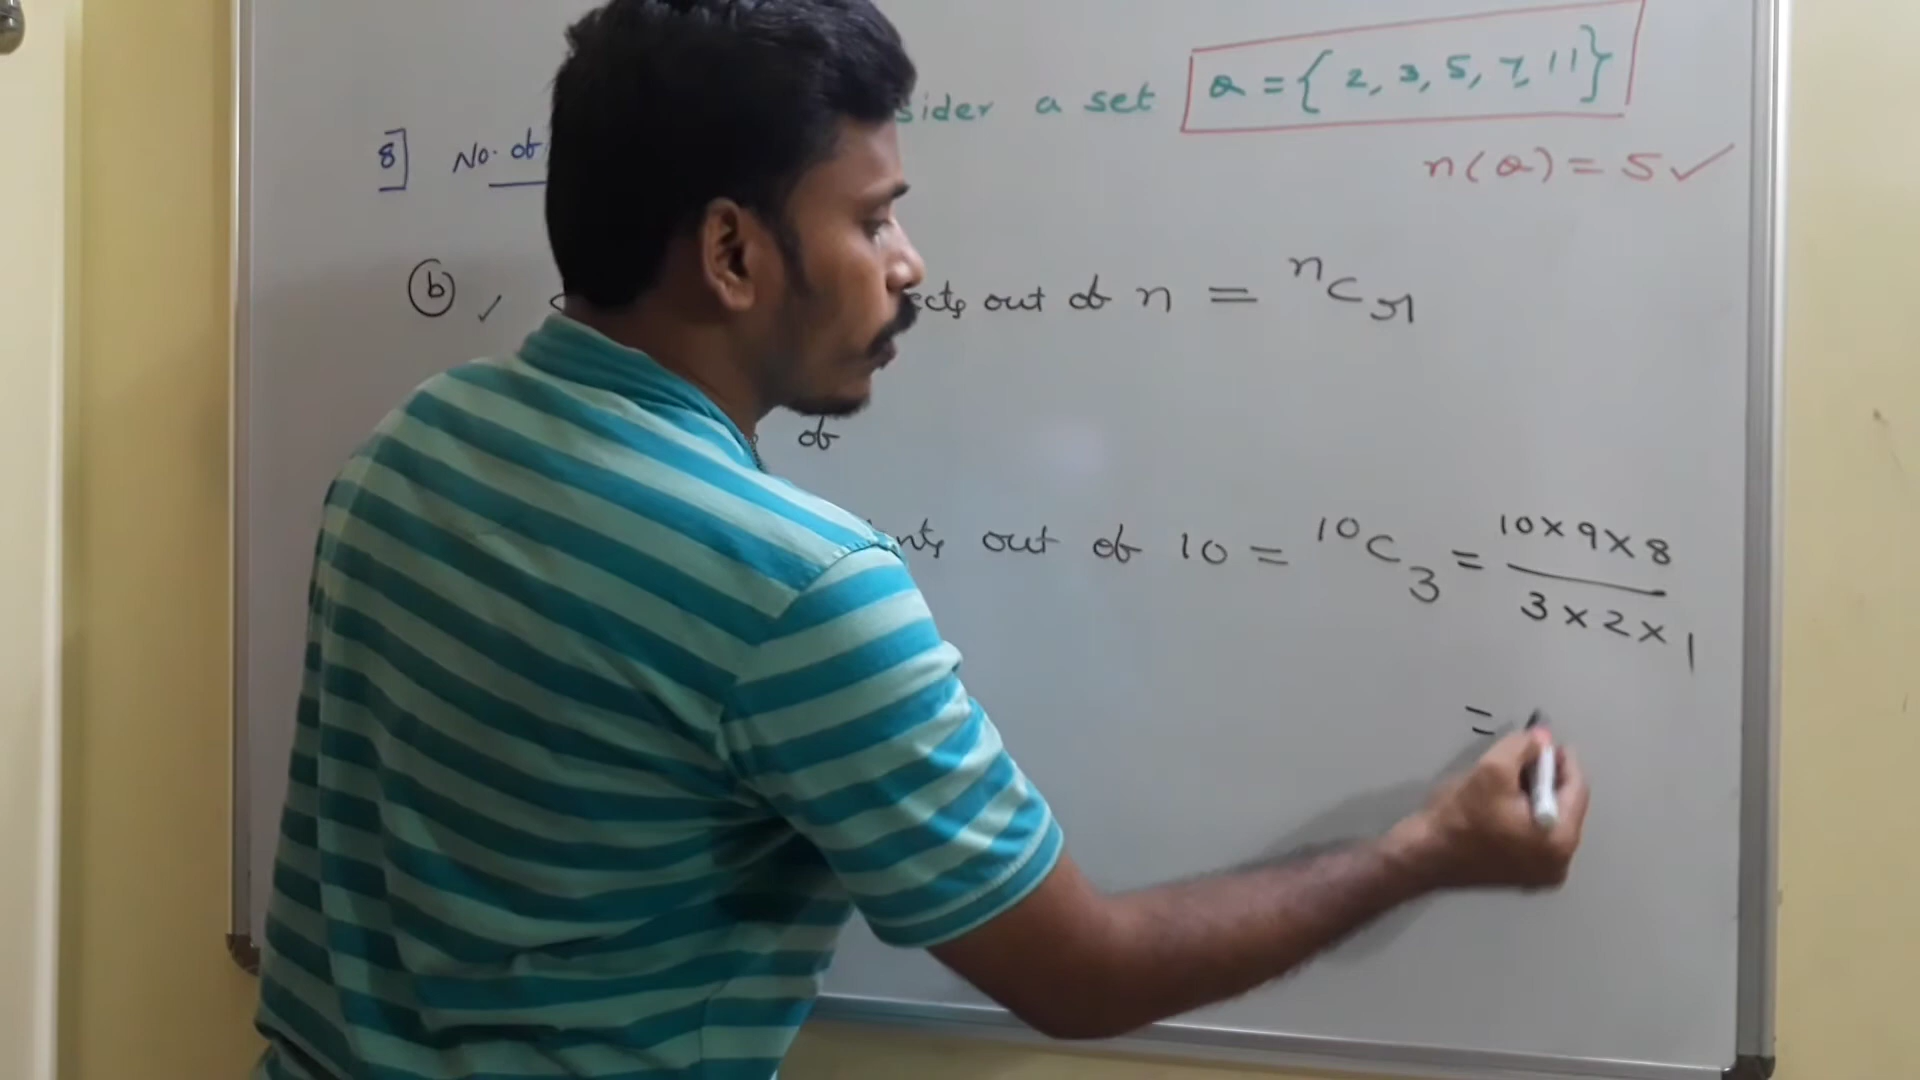 sider a set Q = { 2, 3, 5, 7, 11 }
8] No. of
n(Q) = 5 ✓
(b) ✓ ects out of n = ⁿCr
of
nts out of 10 = ¹⁰C₃ = 10 × 9 × 8
3 × 2 × 1
=